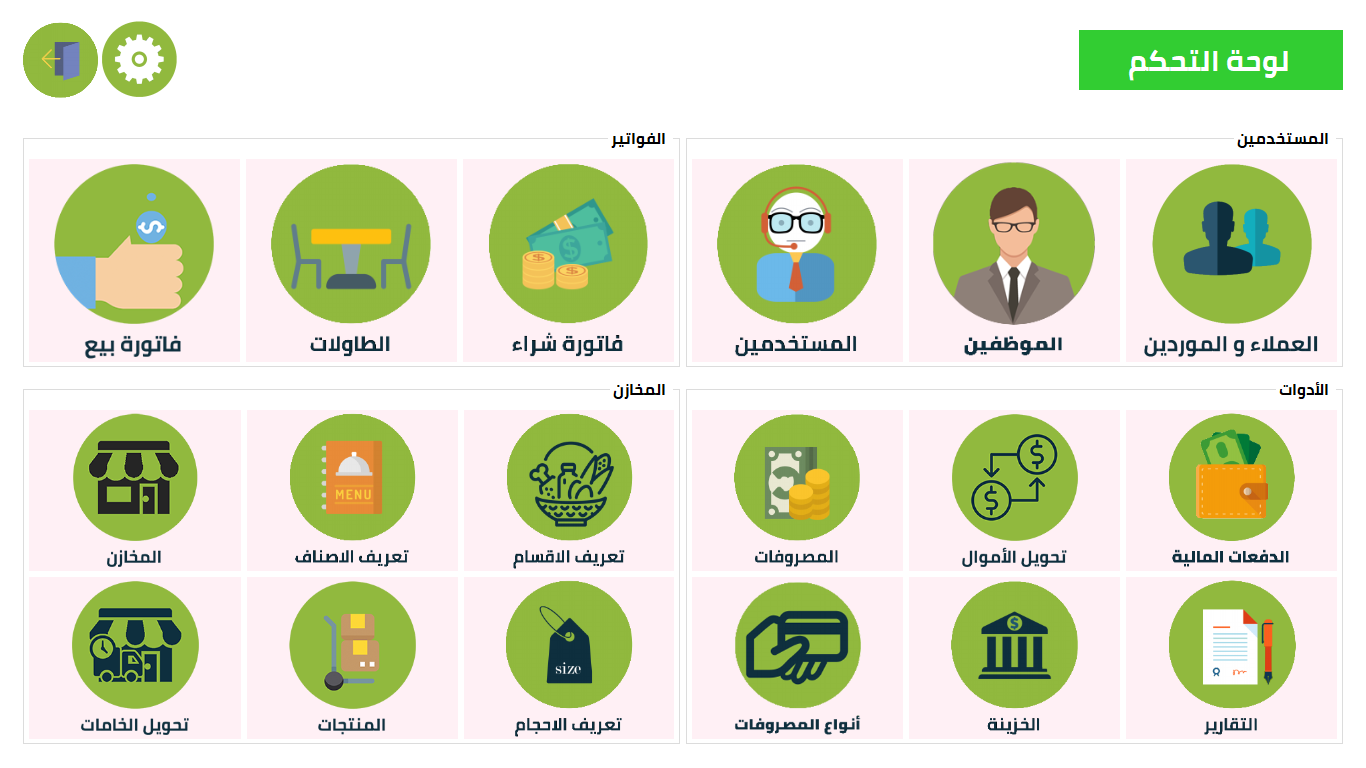 لوحة التحكم
المستخدمين
العملاء و الموردين
الموظفين
المستخدمين
الفواتير
فاتورة شراء
الطاولات
فاتورة بيع
الأدوات
الدفعات المالية
تحويل الأموال
المصروفات
التقارير
الخزينة
أنواع المصروفات
المخازن
تعريف الاقسام
MENU
تعريف الاصناف
المخازن
size
تعريف الاحجام
المنتجات
تحويل الخامات